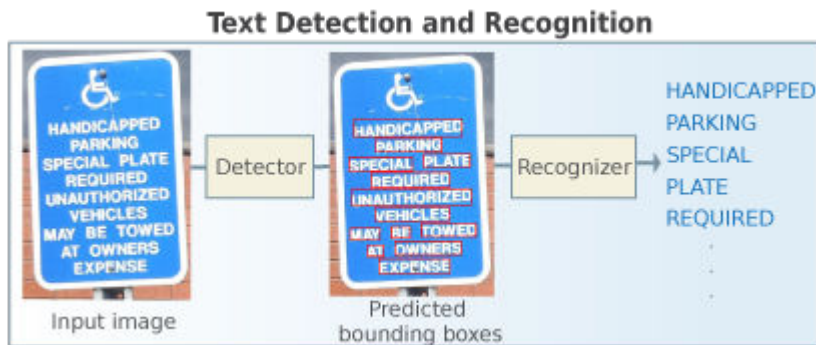 Text Detection and Recognition
HANDICAPPED
PARKING
SPECIAL PLATE
REQUIRED
UNAUTHORIZED
VEHICLES
MAY BE TOWED
AT OWNERS
EXPENSE
Input image
Detector
HANDICAPPED
PARKING
SPECIAL PLATE
REQUIRED
UNAUTHORIZED
VEHICLES
MAY BE TOWED
AT OWNERS
EXPENSE
Predicted
bounding boxes
Recognizer
HANDICAPPED
PARKING
SPECIAL
PLATE
REQUIRED